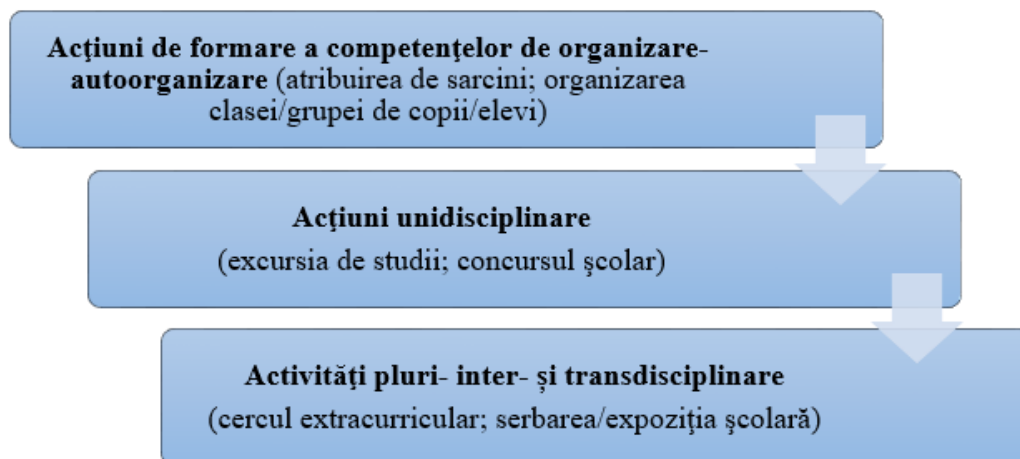 Acţiuni de formare a competenţelor de organizare-
autoorganizare (atribuirea de sarcini; organizarea
clasei/grupei de copii/elevi)
Acţiuni unidisciplinare
(excursia de studii; concursul şcolar)
Activităţi pluri- inter- și transdisciplinare
(cercul extracurricular; serbarea/expoziţia şcolară)